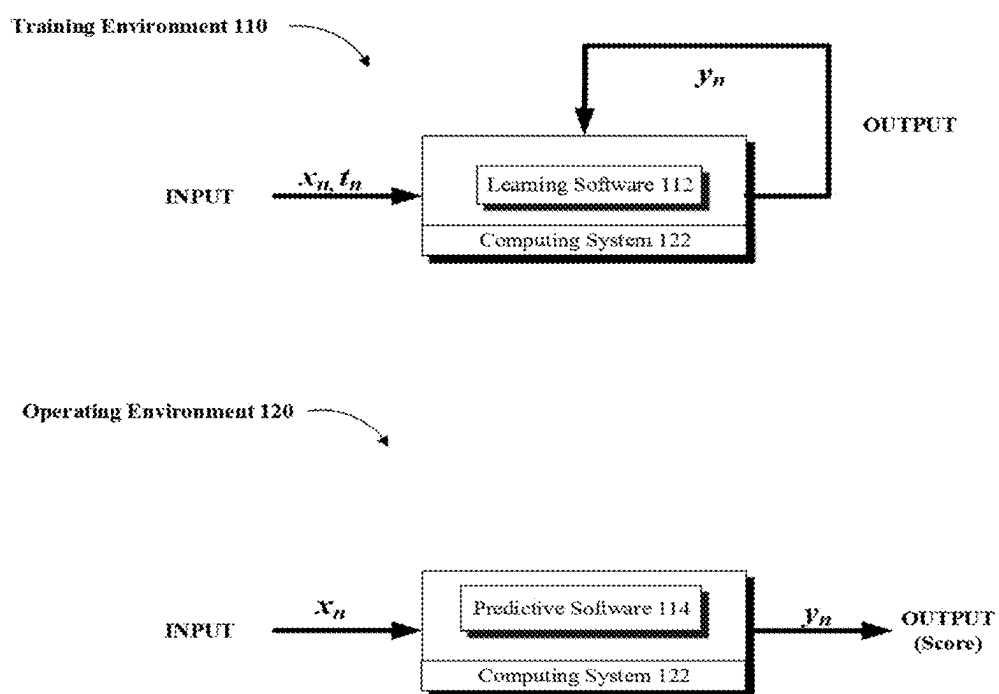 Training Environment 110
yn
OUTPUT
INPUT
xn, tn
Learning Software 112
Computing System 122
Operating Environment 120
INPUT
xn
Predictive Software 114
Computing System 122
yn
OUTPUT
(Score)